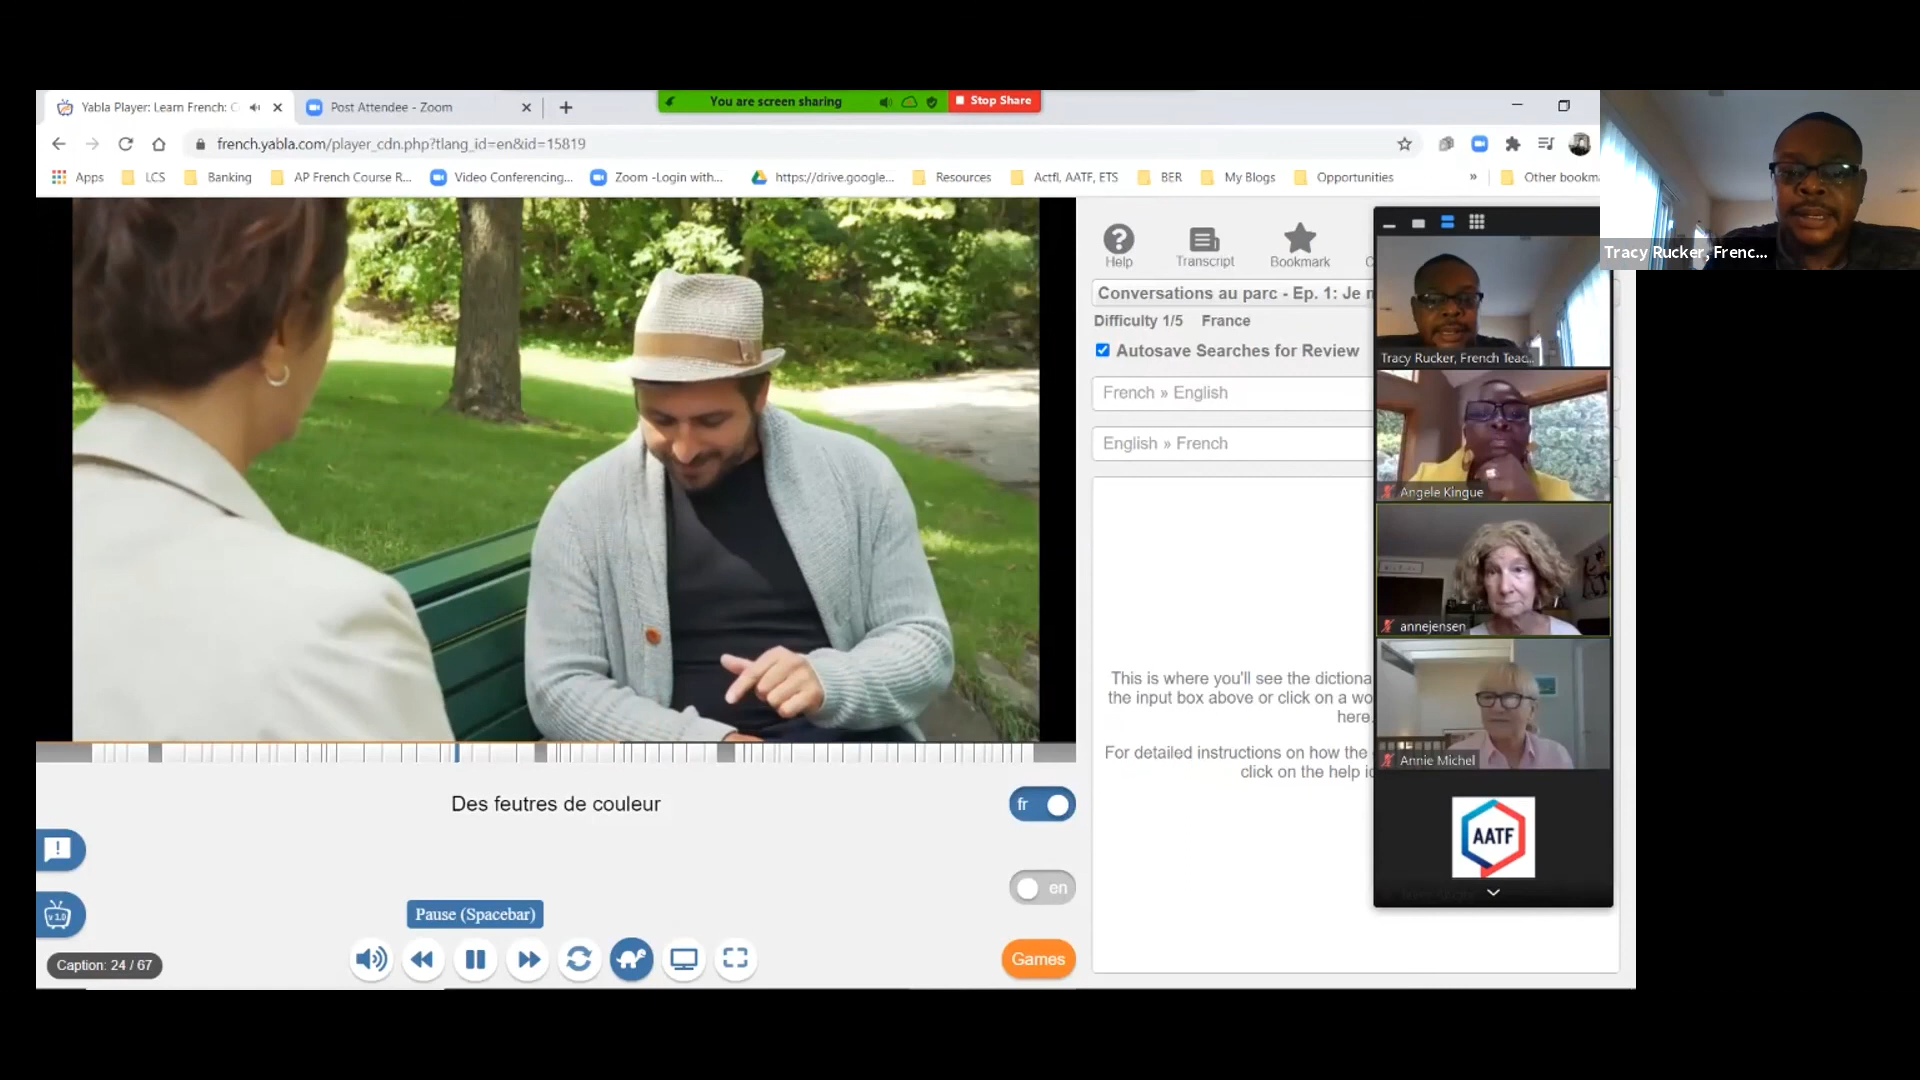 Yabla Player: Learn French: C
Post Attendee - Zoom
You are screen sharing
Stop Share
french.yabla.com/player_cdn.php?tlang_id=en&id=15819
Apps
LCS
Banking
AP French Course R...
Video Conferencing...
Zoom -Login with...
https://drive.google...
Resources
Actfl, AATF, ETS
BER
My Blogs
Opportunities
»
Other bookm
Tracy Rucker, Frenc...
Help
Transcript
Bookmark
Conversations au parc - Ep. 1: Je
Difficulty 1/5 France
Autosave Searches for Review
French » English
English » French
This is where you'll see the dictiona
the input box above or click on a wo
here.
For detailed instructions on how the
click on the help
Tracy Rucker, French Teac...
Angele Kingue
annejensen
Annie Michel
AATF
Des feutres de couleur
fr
en
!
v 1.0
Pause (Spacebar)
Caption: 24 / 67
Games